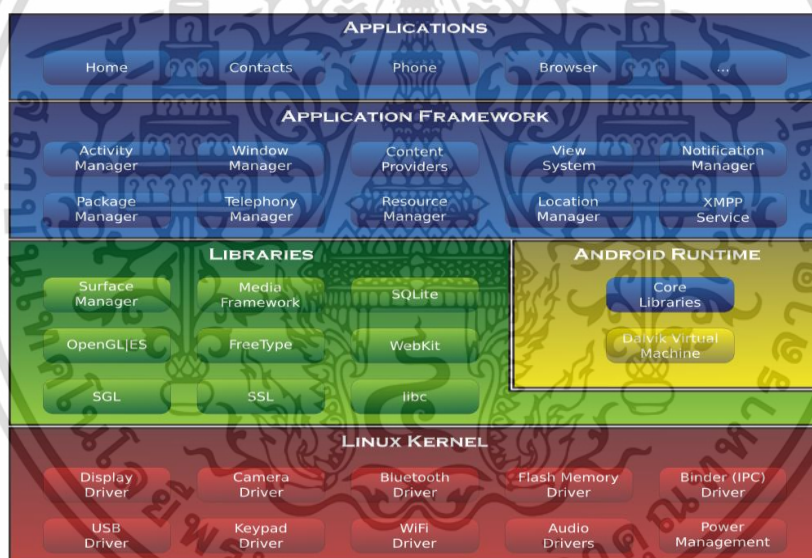 APPLICATIONS
Home
Contacts
Phone
Browser
...
APPLICATION FRAMEWORK
Activity
Manager
Window
Manager
Content
Providers
View
System
Notification
Manager
Package
Manager
Telephony
Manager
Resource
Manager
Location
Manager
XMPP
Service
LIBRARIES
Surface
Manager
Media
Framework
SQLite
OpenGL|ES
FreeType
WebKit
SGL
SSL
libc
ANDROID RUNTIME
Core
Libraries
Dalvik Virtual
Machine
LINUX KERNEL
Display
Driver
Camera
Driver
Bluetooth
Driver
Flash Memory
Driver
Binder (IPC)
Driver
USB
Driver
Keypad
Driver
WiFi
Driver
Audio
Drivers
Power
Management